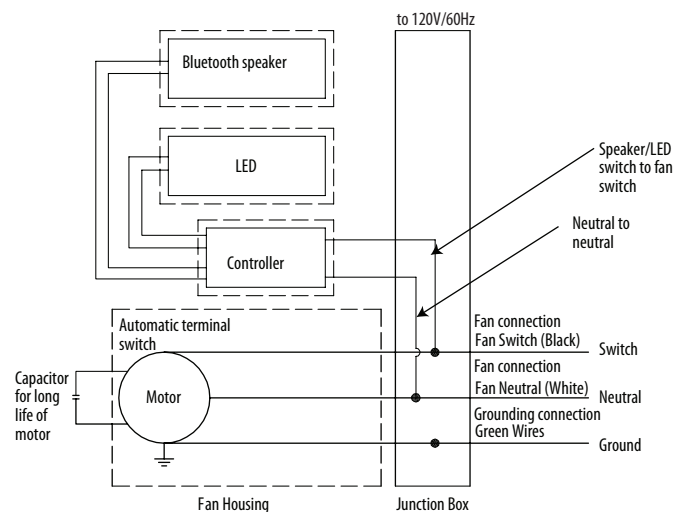 to 120V/60Hz
Bluetooth speaker
LED
Controller
Speaker/LED
switch to fan
switch
Neutral to
neutral
Automatic terminal
switch
Motor
Capacitor
for long
life of
motor
Fan connection
Fan Switch (Black)
Switch
Fan connection
Fan Neutral (White)
Neutral
Grounding connection
Green Wires
Ground
Fan Housing
Junction Box